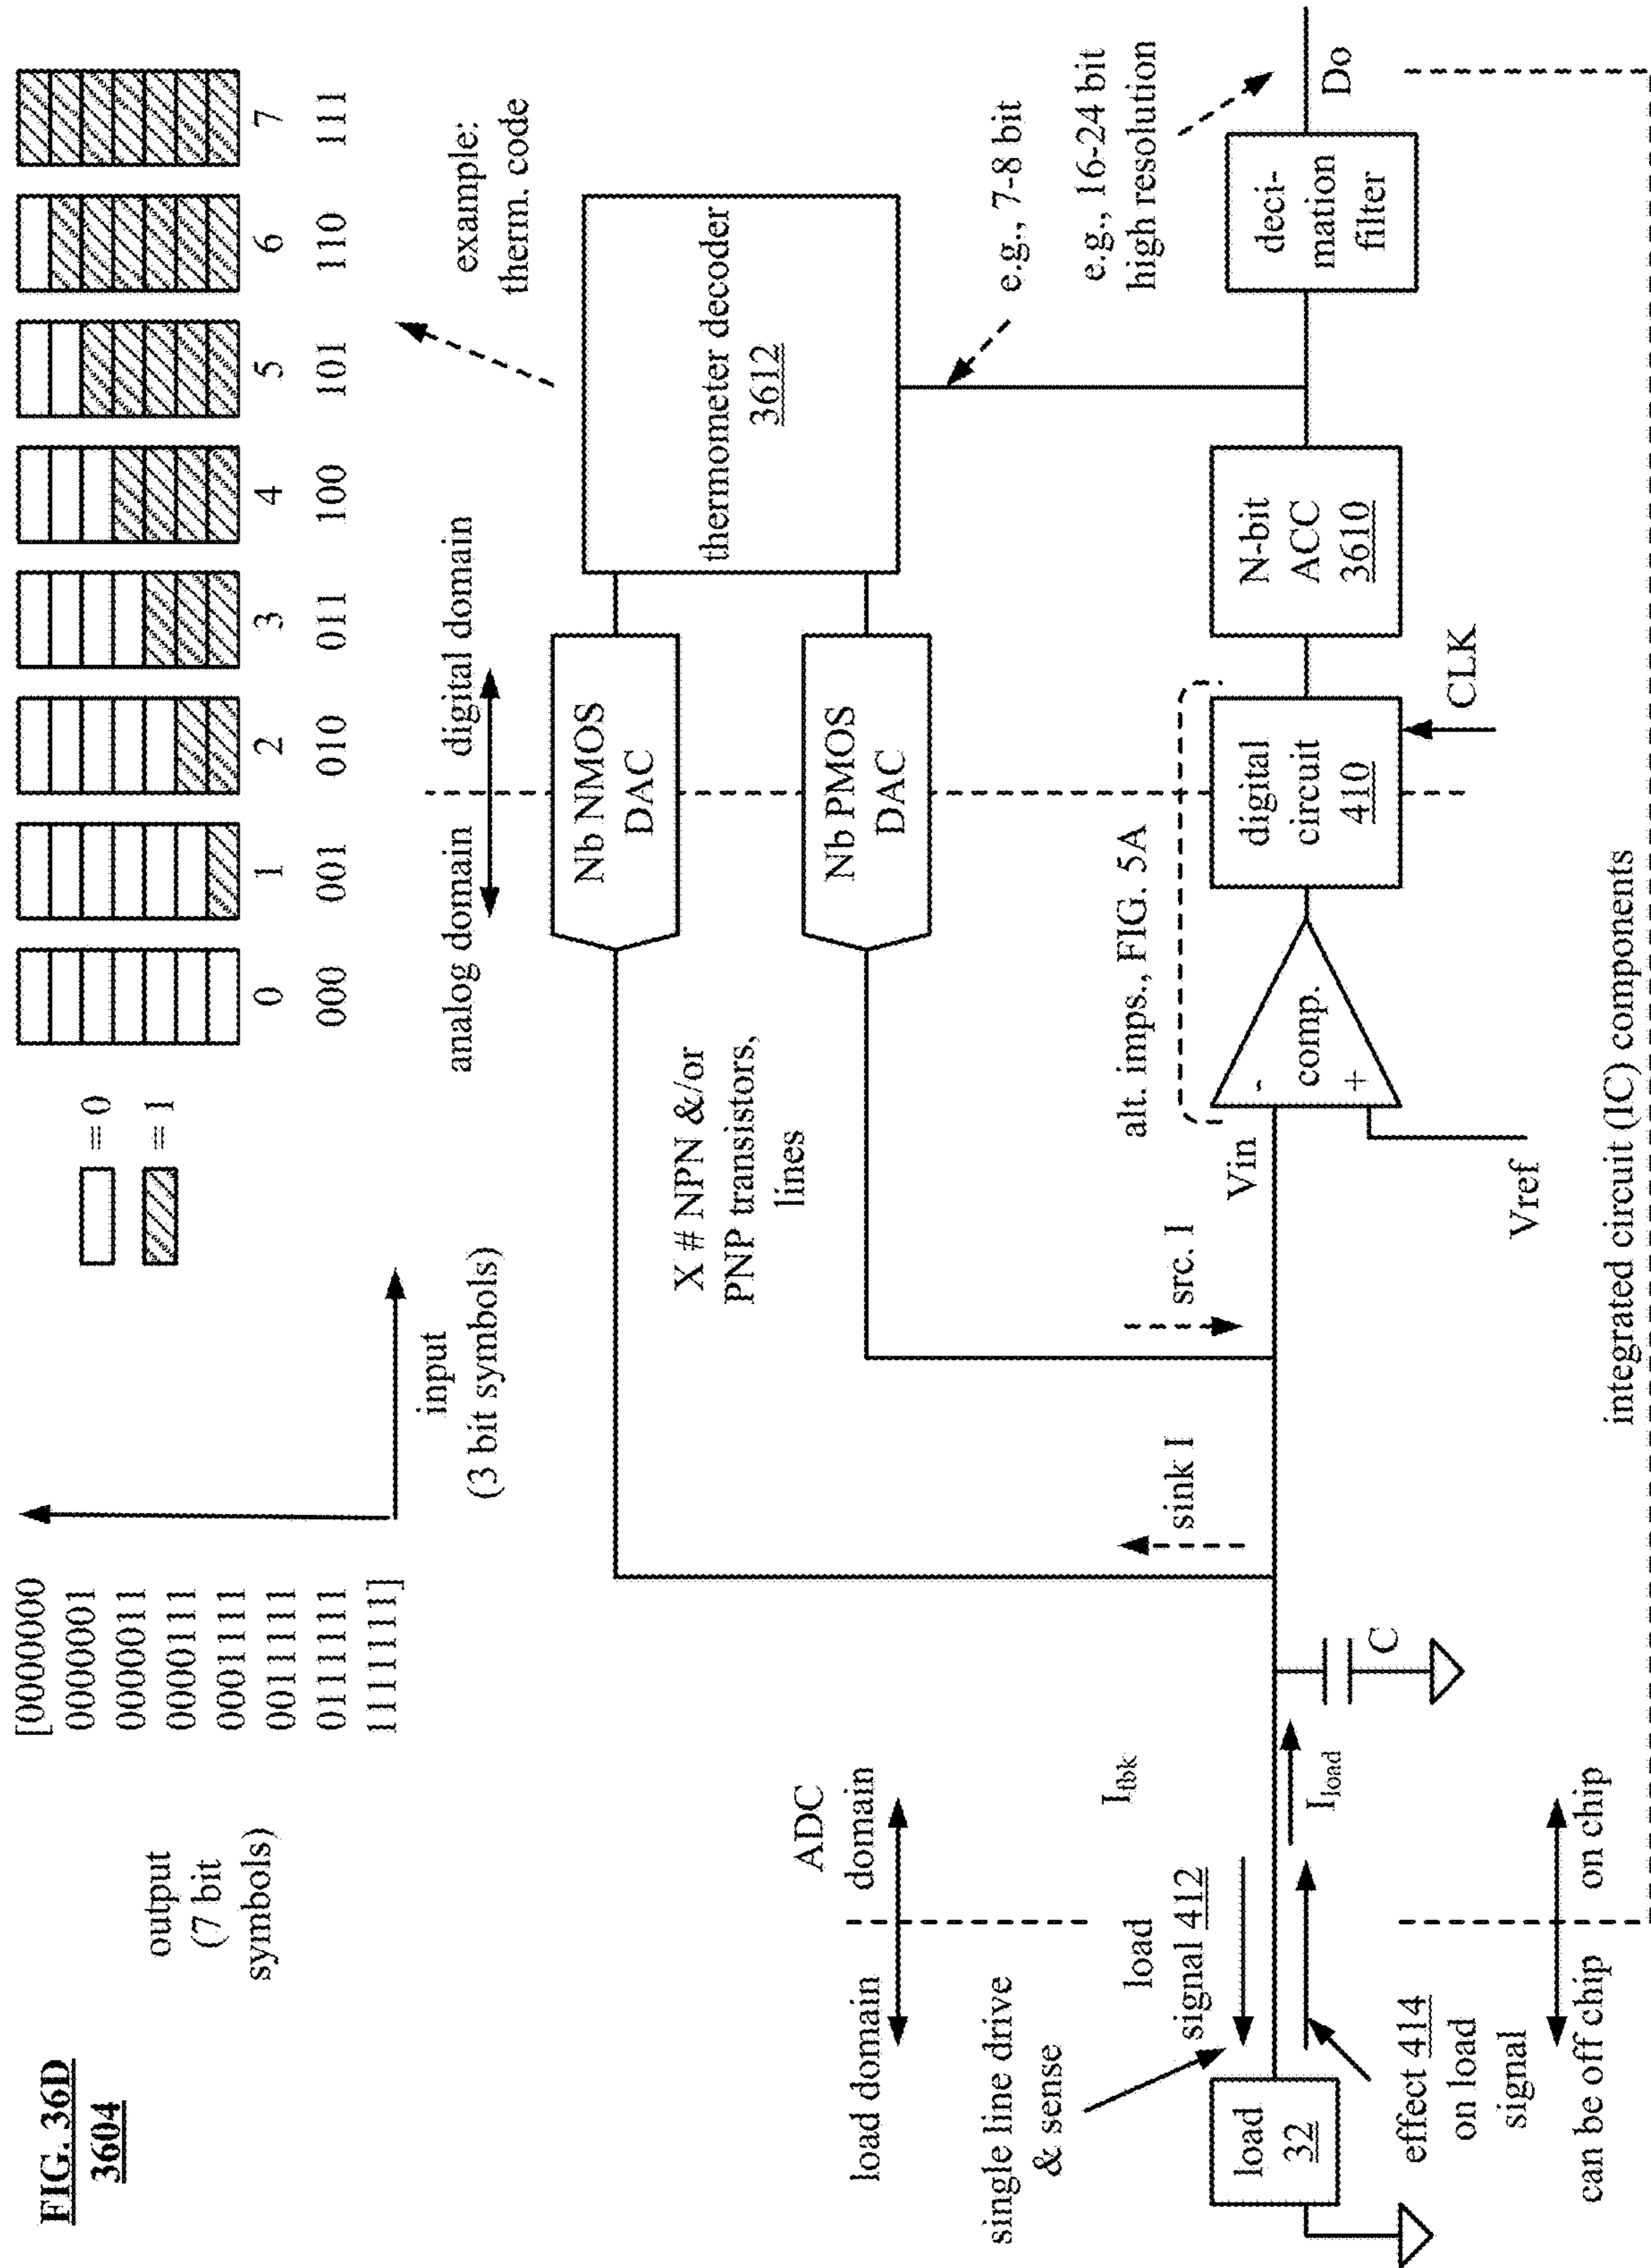 FIG. 36D
3604
output
(7 bit
symbols)
[0000000
0000001
0000011
0000111
0001111
0011111
0111111
1111111]
input
(3 bit symbols)
= 0
= 1
0
1
2
3
4
5
6
7
000
001
010
011
100
101
110
111
example:
therm. code
analog domain
digital domain
load domain
ADC
domain
X # NPN &/or
PNP transistors,
lines
Nb NMOS
DAC
Nb PMOS
DAC
thermometer decoder
3612
e.g., 7-8 bit
e.g., 16-24 bit
high resolution
single line drive
& sense
load
signal 412
Ifbk
sink I
src. I
alt. imps., FIG. 5A
load
32
Iload
C
Vin
Vref
-
comp.
+
digital
circuit
410
CLK
N-bit
ACC
3610
deci-
mation
filter
Do
effect 414
on load
signal
can be off chip
on chip
integrated circuit (IC) components